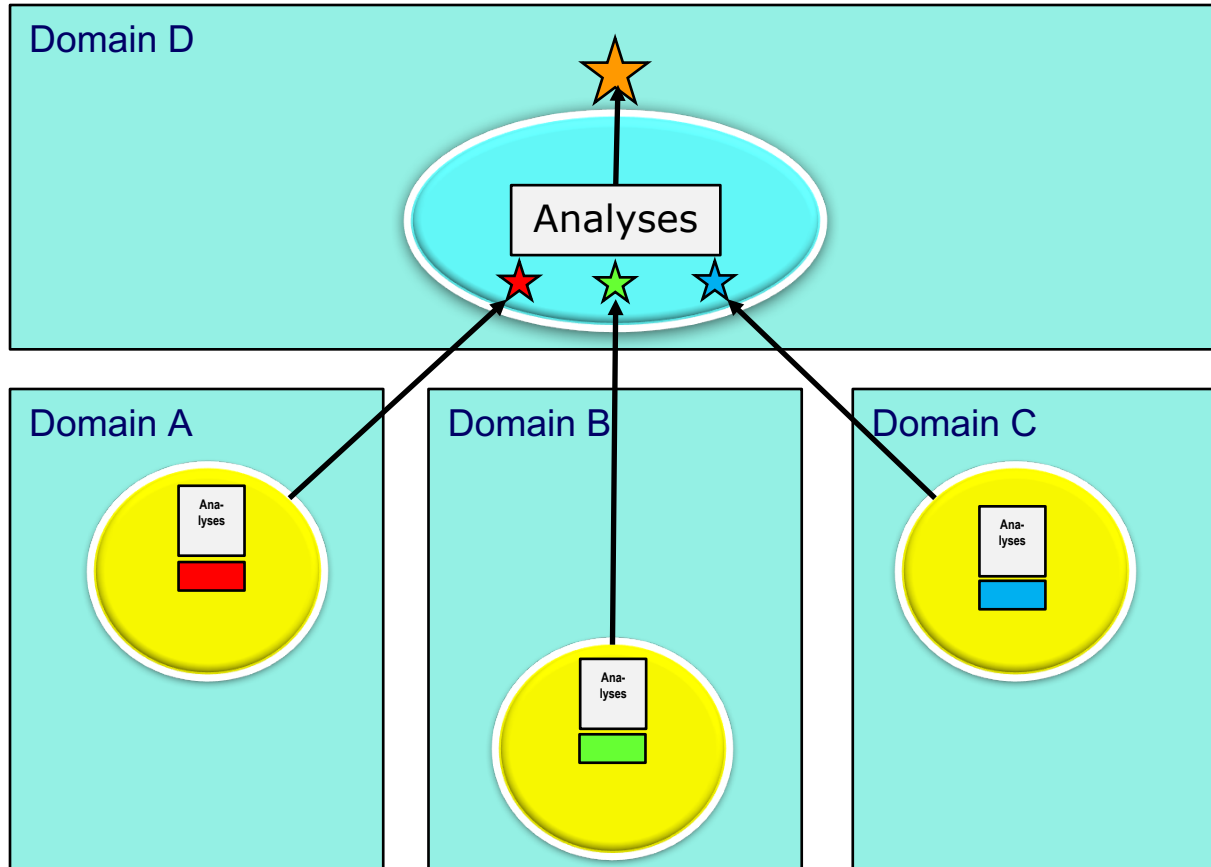 Domain D
Analyses
Domain A
Domain B
Domain C
Ana-
lyses
Ana-
lyses
Ana-
lyses